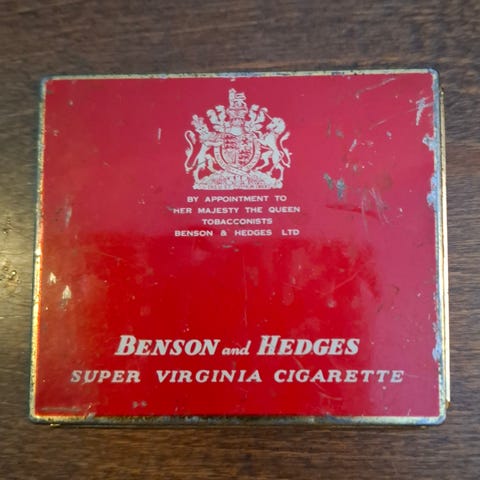 BY APPOINTMENT TO
HER MAJESTY THE QUEEN
TOBACCONISTS
BENSON & HEDGES LTD
BENSON and HEDGES
SUPER VIRGINIA CIGARETTE